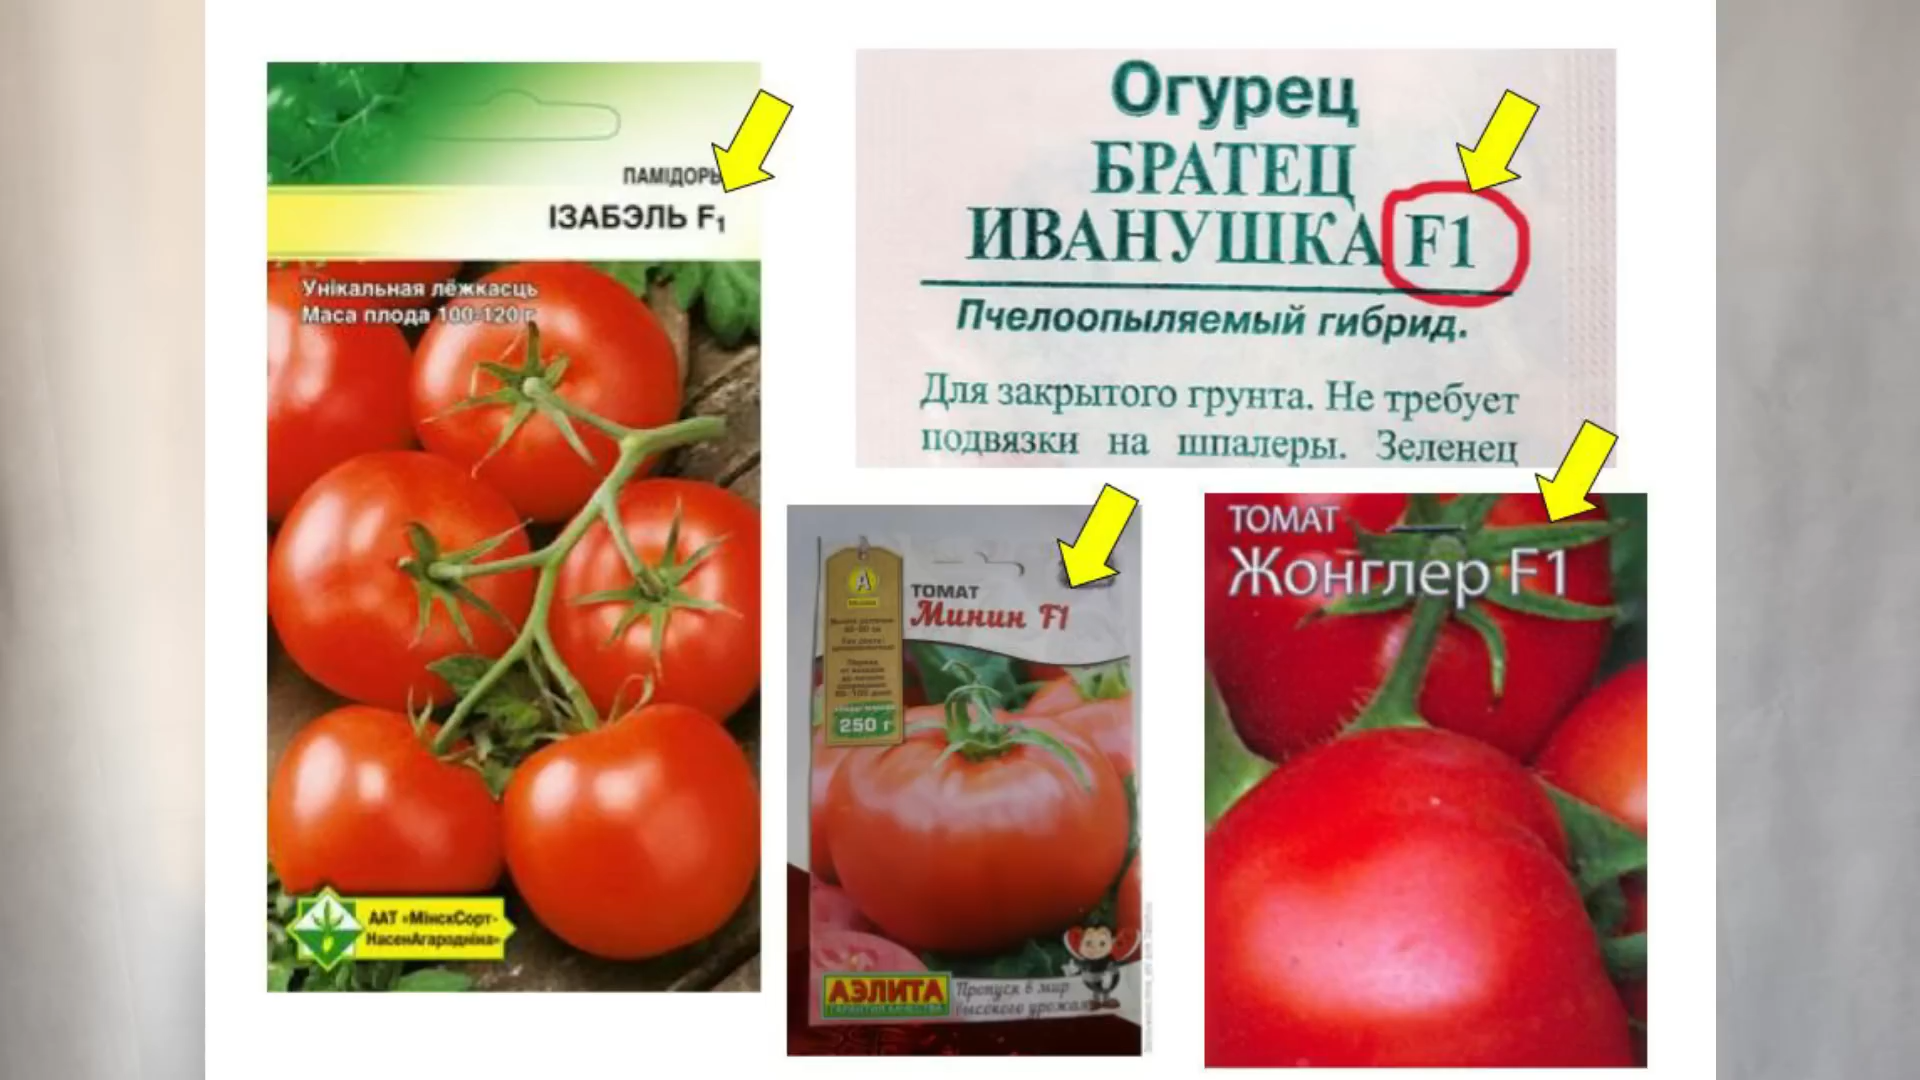 ПАМІДОРЫ
ІЗАБЭЛЬ F₁
Унікальная лёжкасць
Маса плода 100-120 г
ААТ «МінскСорт-
НасенАгародніна»
Огурец
БРАТЕЦ
ИВАНУШКА F1
Пчелоопыляемый гибрид.
Для закрытого грунта. Не требует
подвязки на шпалеры. Зеленец
ТОМАТ
Минин F1
250 г
АЭЛИТА
Пропуск в мир
высокого урожая
ТОМАТ
Жонглер F1